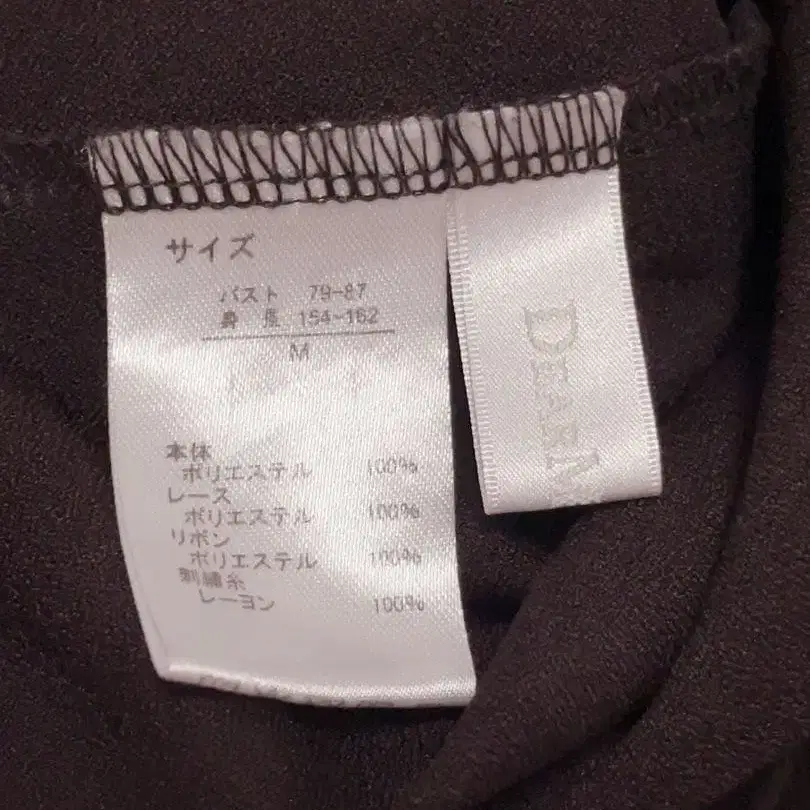 サイズ
バスト 79-87
身長 154-162
M
本体
ポリエステル 100%
レース
ポリエステル 100%
リボン
ポリエステル 100%
刺繍糸
レーヨン 100%
DEAR